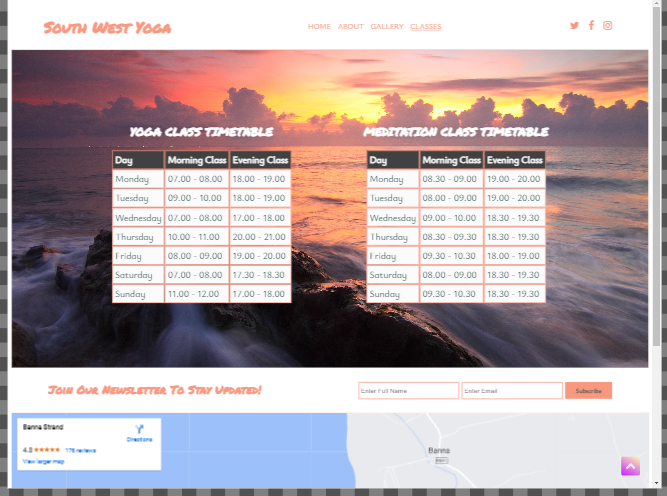 South West Yoga
HOME ABOUT GALLERY CLASSES
YOGA CLASS TIMETABLE
Day Morning Class Evening Class
Monday 07.00 - 08.00 18.00 - 19.00
Tuesday 09.00 - 10.00 18.00 - 19.00
Wednesday 07.00 - 08.00 17.00 - 18.00
Thursday 10.00 - 11.00 20.00 - 21.00
Friday 08.00 - 09.00 19.00 - 20.00
Saturday 07.00 - 08.00 17.30 - 18.30
Sunday 11.00 - 12.00 17.00 - 18.00
MEDITATION CLASS TIMETABLE
Day Morning Class Evening Class
Monday 08.30 - 09.00 19.00 - 20.00
Tuesday 08.00 - 09.00 19.00 - 20.00
Wednesday 09.00 - 10.00 18.30 - 19.30
Thursday 08.30 - 09.30 18.30 - 19.30
Friday 09.30 - 10.30 18.00 - 19.00
Saturday 08.00 - 09.00 18.30 - 19.30
Sunday 09.30 - 10.30 18.30 - 19.30
Join Our Newsletter To Stay Updated!
Enter Full Name
Enter Email
Subscribe
Banna Strand
Directions
4.8 176 reviews
View larger map
Banna